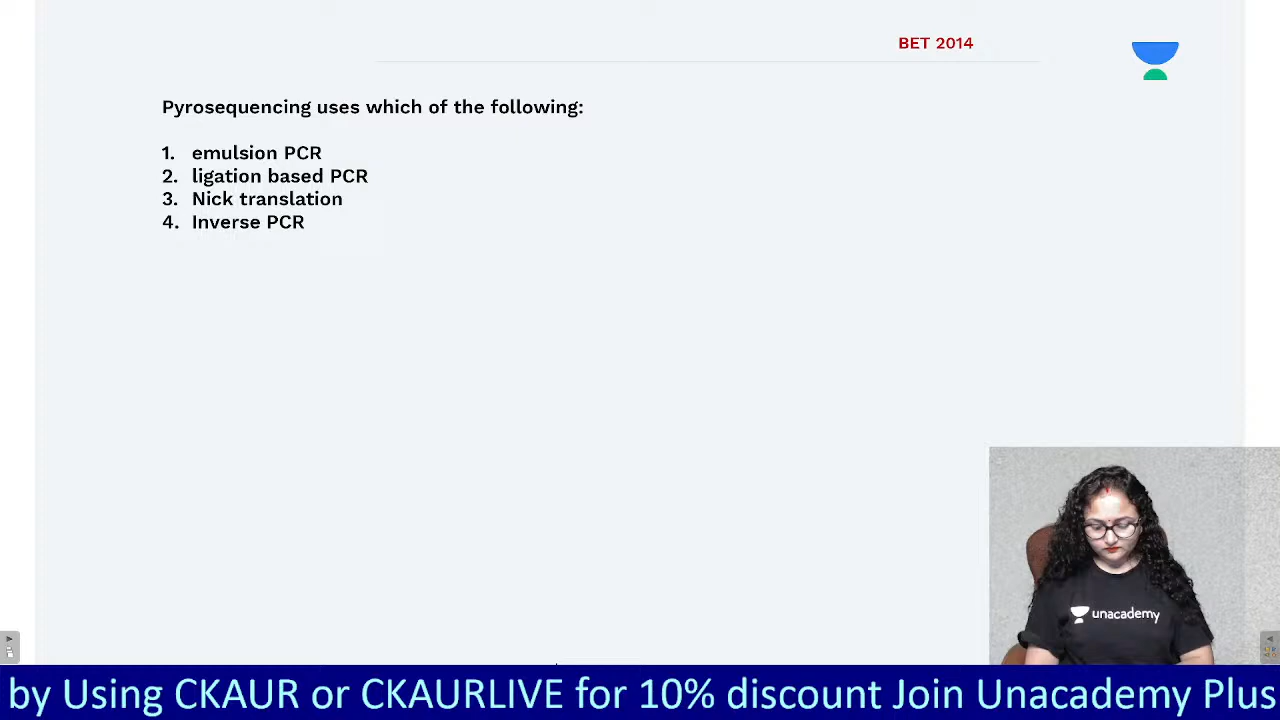 BET 2014
Pyrosequencing uses which of the following:
1. emulsion PCR
2. ligation based PCR
3. Nick translation
4. Inverse PCR
unacademy
by Using CKAUR or CKAURLIVE for 10% discount Join Unacademy Plus